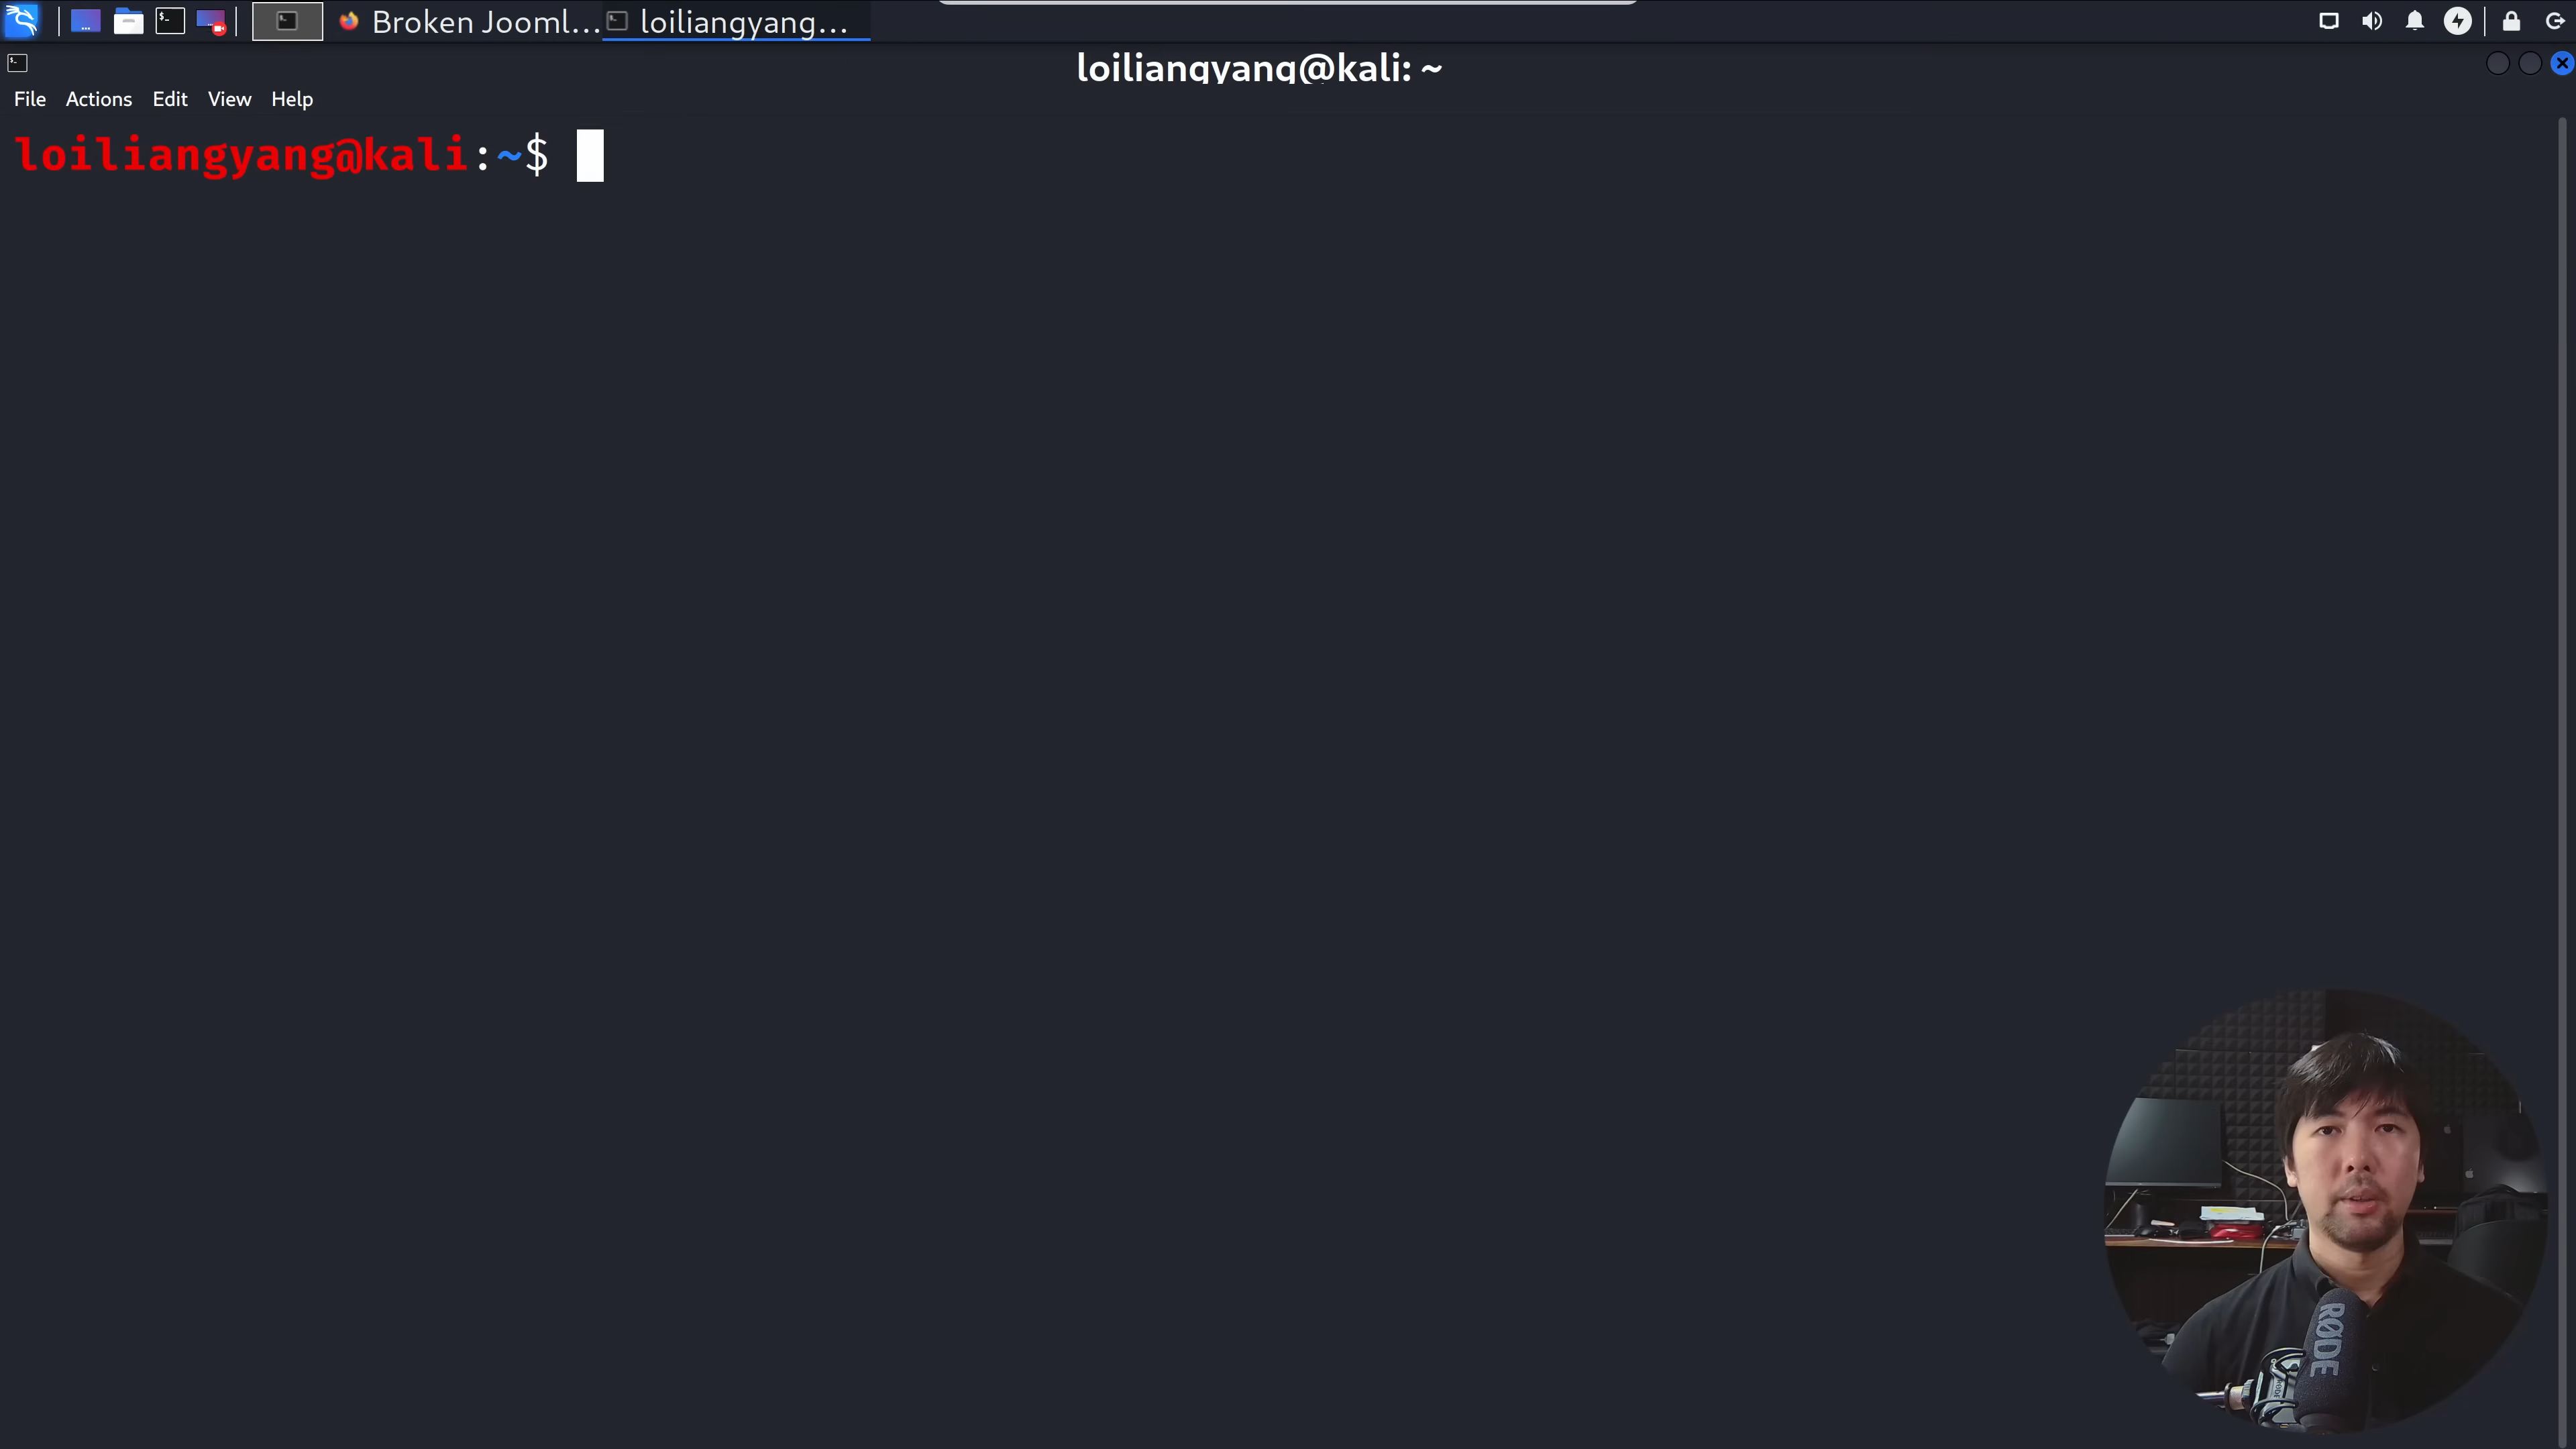 Broken Jooml...
loiliangyang...
loiliangyang@kali: ~
File Actions Edit View Help
loiliangyang@kali:~$
RØDE